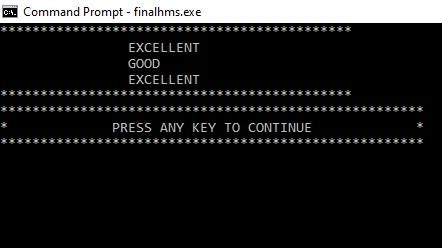 Command Prompt - finalhms.exe
********************************************
EXCELLENT
GOOD
EXCELLENT
********************************************
*****************************************************
* PRESS ANY KEY TO CONTINUE *
*****************************************************